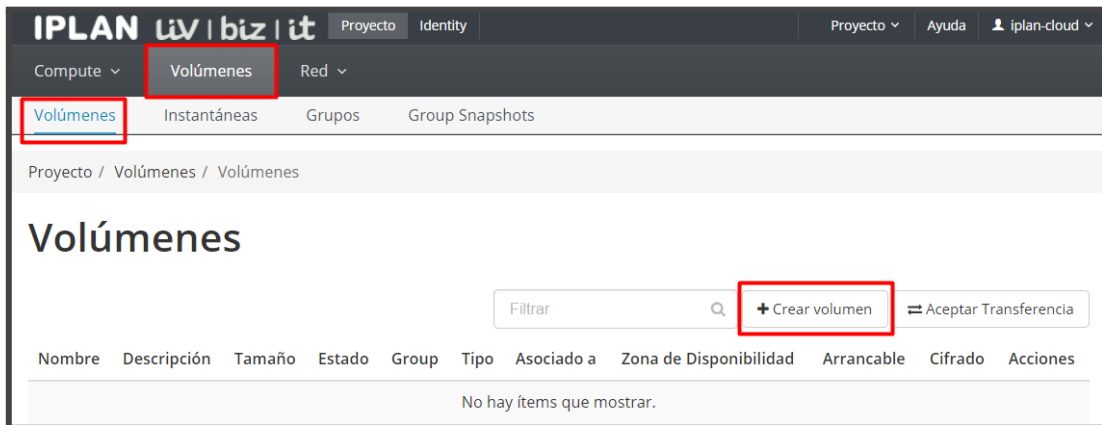 IPLAN liv | biz | it Proyecto Identity Proyecto Ayuda iplan-cloud
Compute Volúmenes Red
Volúmenes Instantáneas Grupos Group Snapshots
Proyecto / Volúmenes / Volúmenes
Volúmenes
Filtrar + Crear volumen Aceptar Transferencia
Nombre Descripción Tamaño Estado Group Tipo Asociado a Zona de Disponibilidad Arrancable Cifrado Acciones
No hay ítems que mostrar.